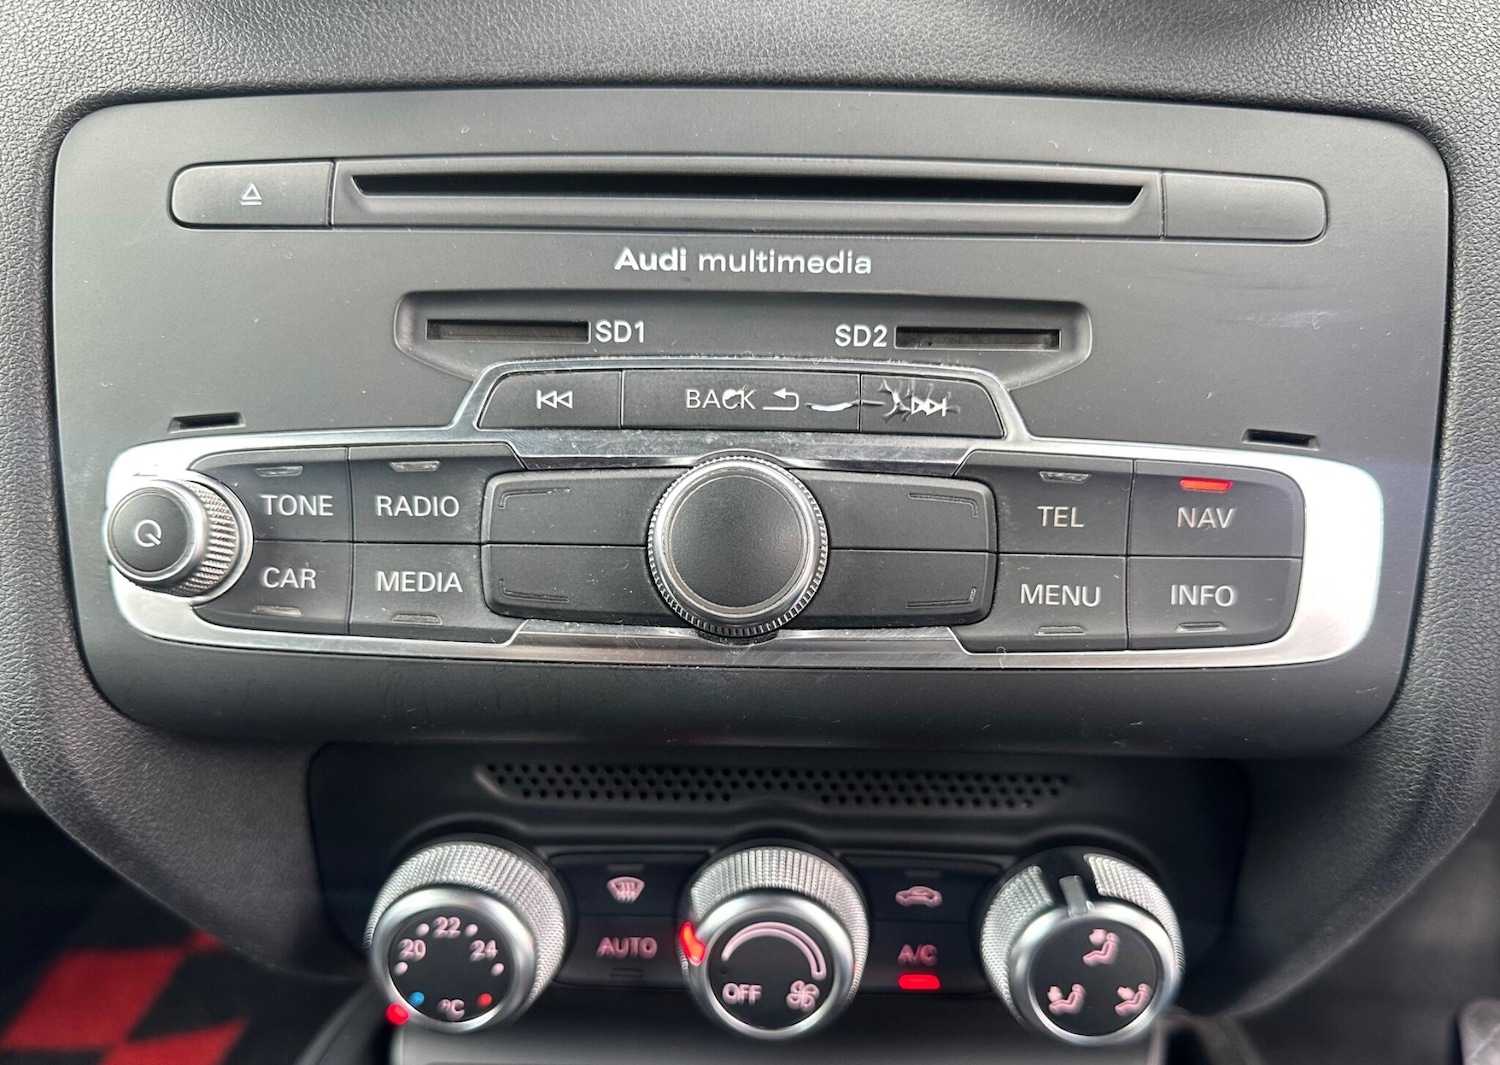 Audi multimedia
SD1 SD2
BACK
TONE RADIO TEL NAV
CAR MEDIA MENU INFO
20 22 24
°C
AUTO
OFF
A/C